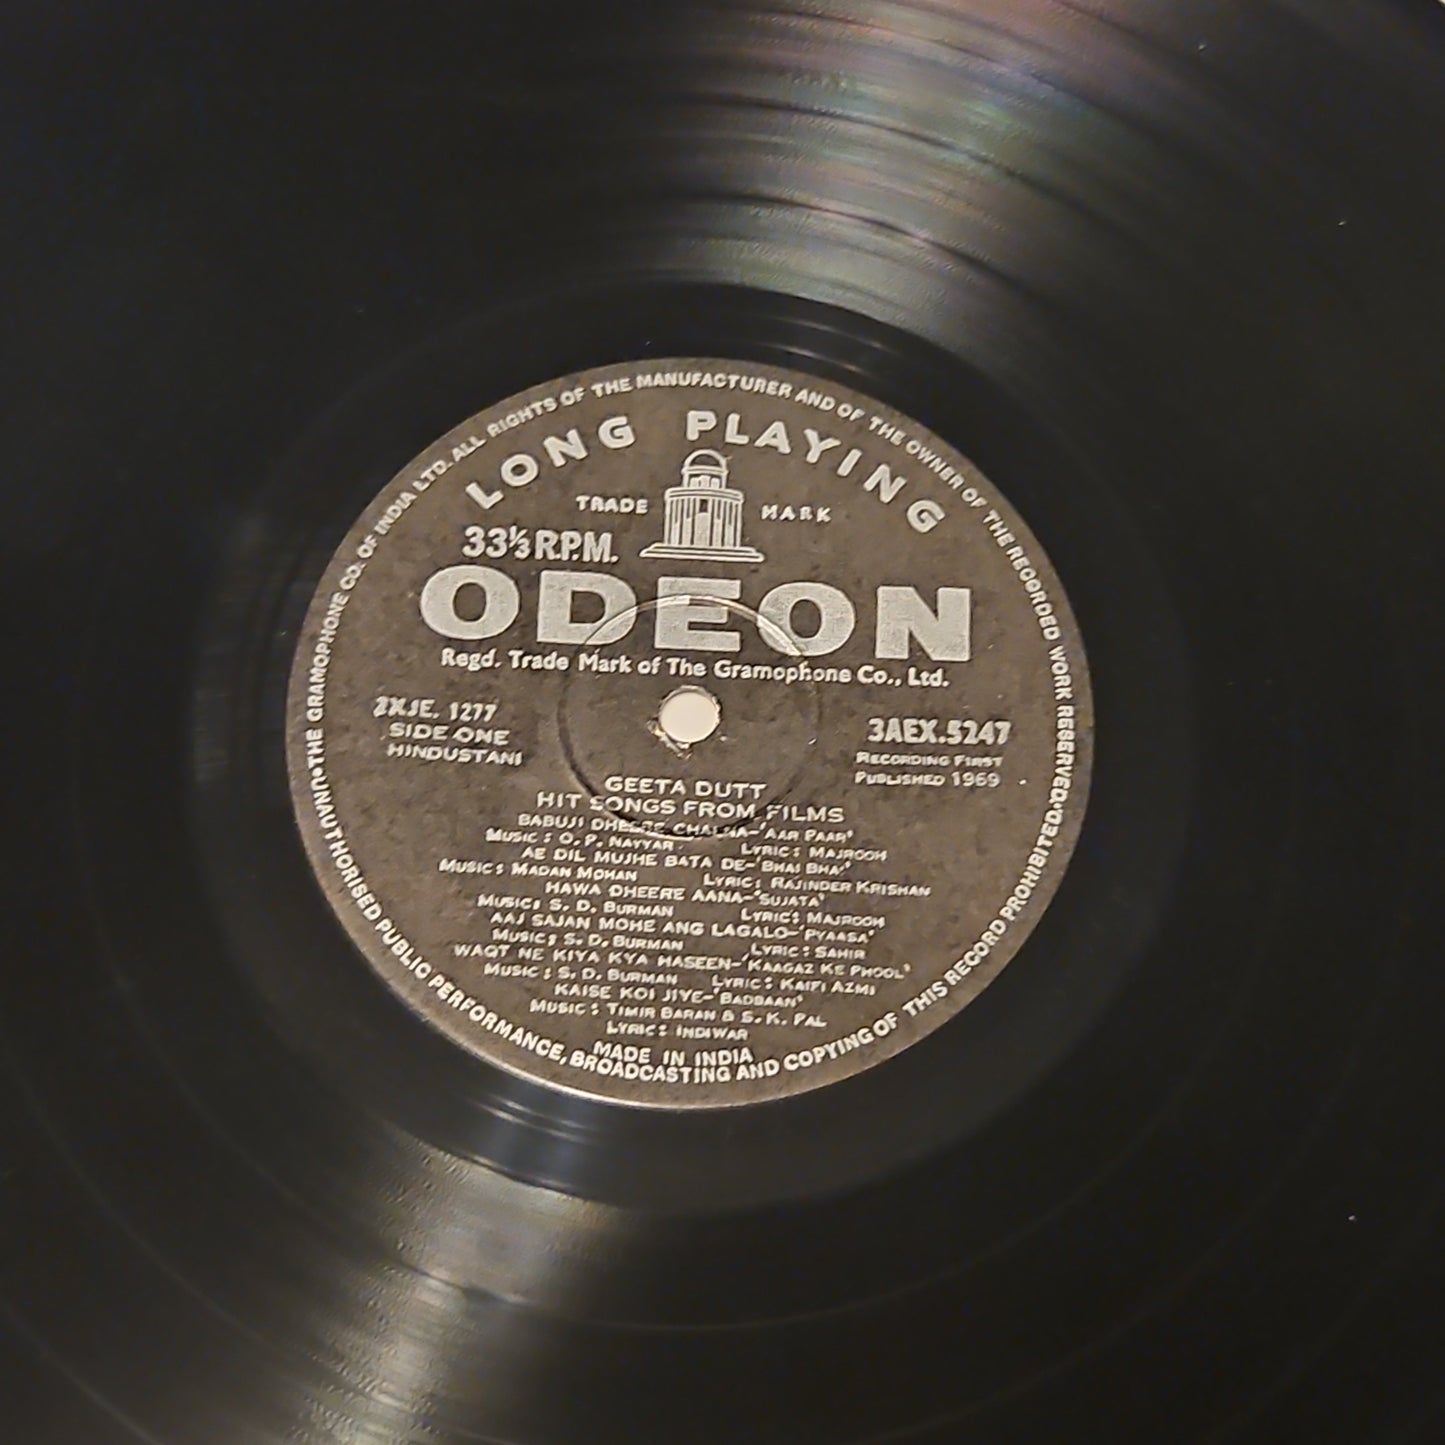 THE GRAMOPHONE CO. OF INDIA LTD. ALL RIGHTS OF THE MANUFACTURER AND OF THE OWNER OF THE RECORDED WORK RESERVED • UNAUTHORISED PUBLIC PERFORMANCE, BROADCASTING AND COPYING OF THIS RECORD PROHIBITED •
LONG PLAYING
TRADE MARK
33⅓ R.P.M.
ODEON
Regd. Trade Mark of The Gramophone Co., Ltd.
2XJE. 1277
SIDE ONE
HINDUSTANI
3AEX.5247
RECORDING FIRST
PUBLISHED 1969
GEETA DUTT
HIT SONGS FROM FILMS
BABUJI DHEERE CHALNA-'AAR PAAR'
MUSIC: O. P. NAYYAR LYRIC: MAJROOH
AE DIL MUJHE BATA DE-'BHAI BHAI'
MUSIC: MADAN MOHAN LYRIC: RAJINDER KRISHAN
HAWA DHEERE AANA-'SUJATA'
MUSIC: S. D. BURMAN LYRIC: MAJROOH
AAJ SAJAN MOHE ANG LAGALO-'PYAASA'
MUSIC: S. D. BURMAN LYRIC: SAHIR
WAQT NE KIYA KYA HASEEN-'KAAGAZ KE PHOOL'
MUSIC: S. D. BURMAN LYRIC: KAIFI AZMI
KAISE KOI JIYE-'BADBAAN'
MUSIC: TIMIR BARAN & S. K. PAL
LYRIC: INDIWAR
MADE IN INDIA